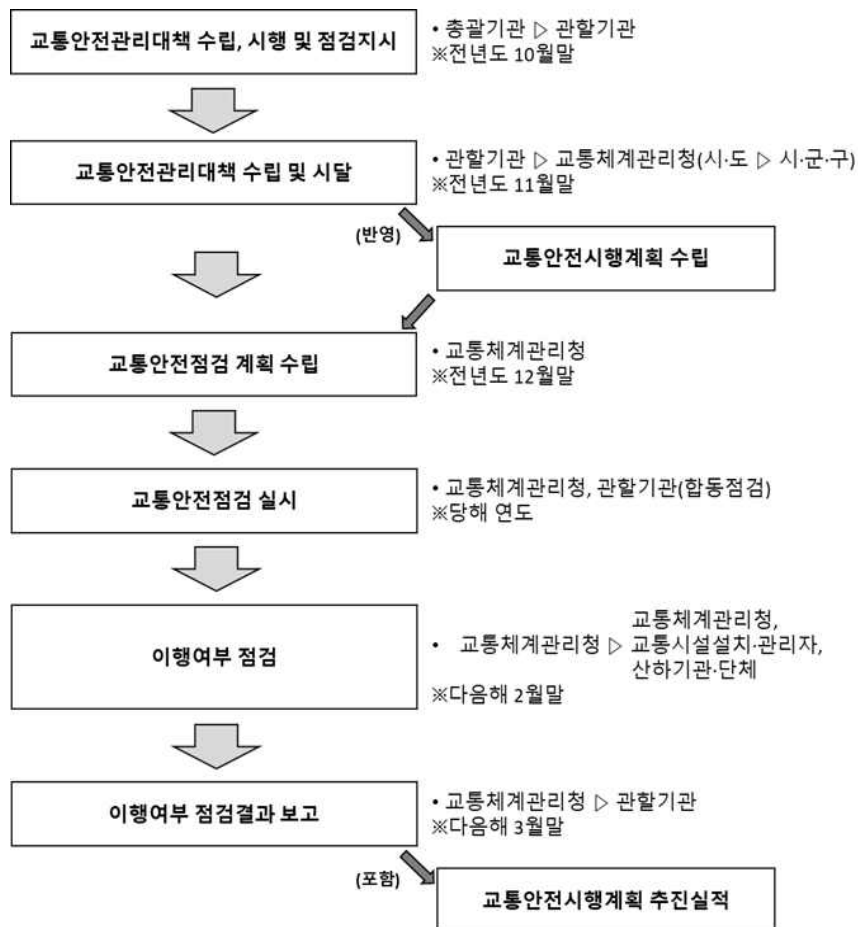 교통안전관리대책 수립, 시행 및 점검지시
• 총괄기관 ▷ 관할기관
※전년도 10월말
교통안전관리대책 수립 및 시달
• 관할기관 ▷ 교통체계관리청(시·도 ▷ 시·군·구)
※전년도 11월말
(반영)
교통안전시행계획 수립
교통안전점검 계획 수립
• 교통체계관리청
※전년도 12월말
교통안전점검 실시
• 교통체계관리청, 관할기관(합동점검)
※당해 연도
이행여부 점검
교통체계관리청,
• 교통체계관리청 ▷ 교통시설설치·관리자,
산하기관·단체
※다음해 2월말
이행여부 점검결과 보고
• 교통체계관리청 ▷ 관할기관
※다음해 3월말
(포함)
교통안전시행계획 추진실적